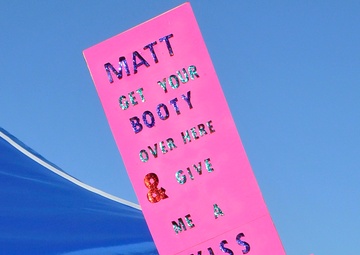 MATT
GET YOUR
BOOTY
OVER HERE
& GIVE
ME A
KISS